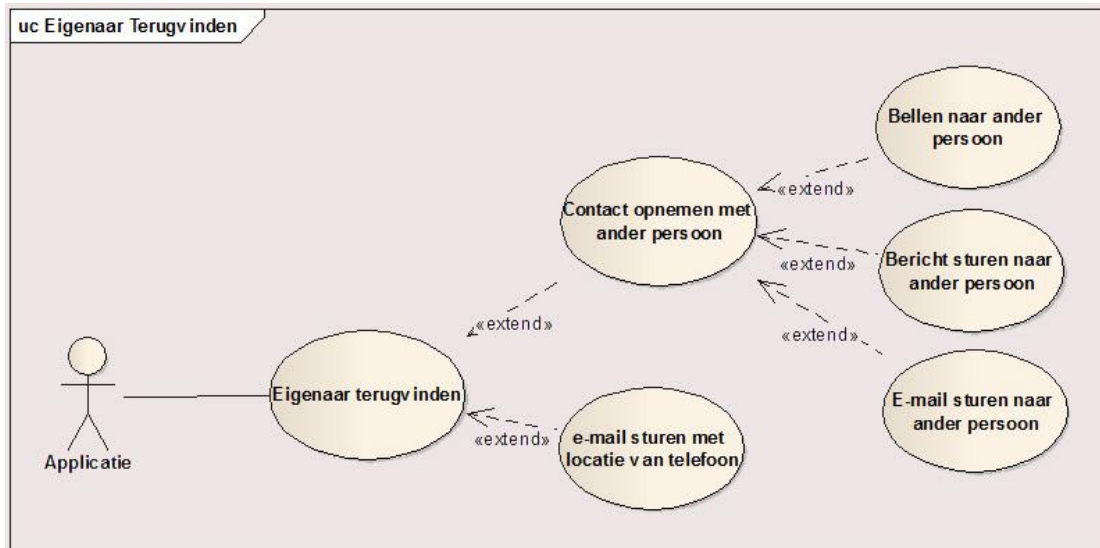 uc Eigenaar Terugvinden
Bellen naar ander
persoon
«extend»
Contact opnemen met
ander persoon
Bericht sturen naar
ander persoon
«extend»
«extend»
«extend»
E-mail sturen naar
ander persoon
Eigenaar terugvinden
«extend»
e-mail sturen met
locatie van telefoon
Applicatie